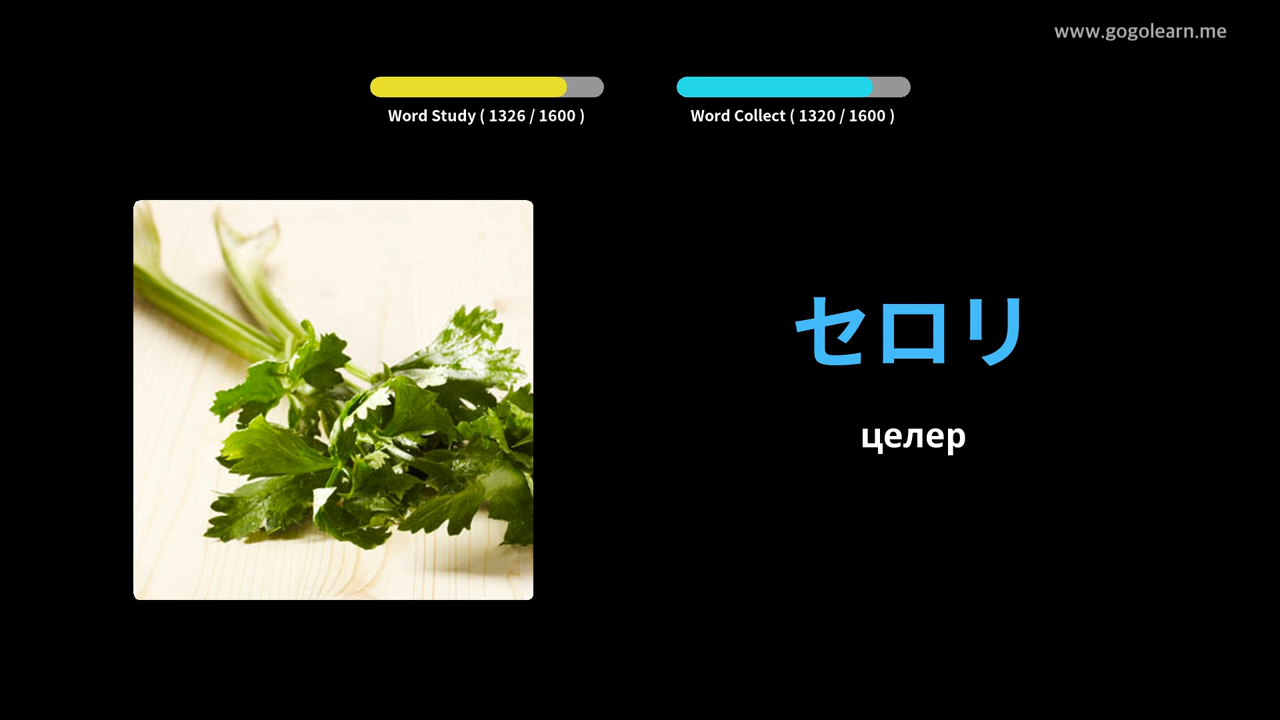 www.gogolearn.me
Word Study ( 1326 / 1600 )
Word Collect ( 1320 / 1600 )
セロリ
целер